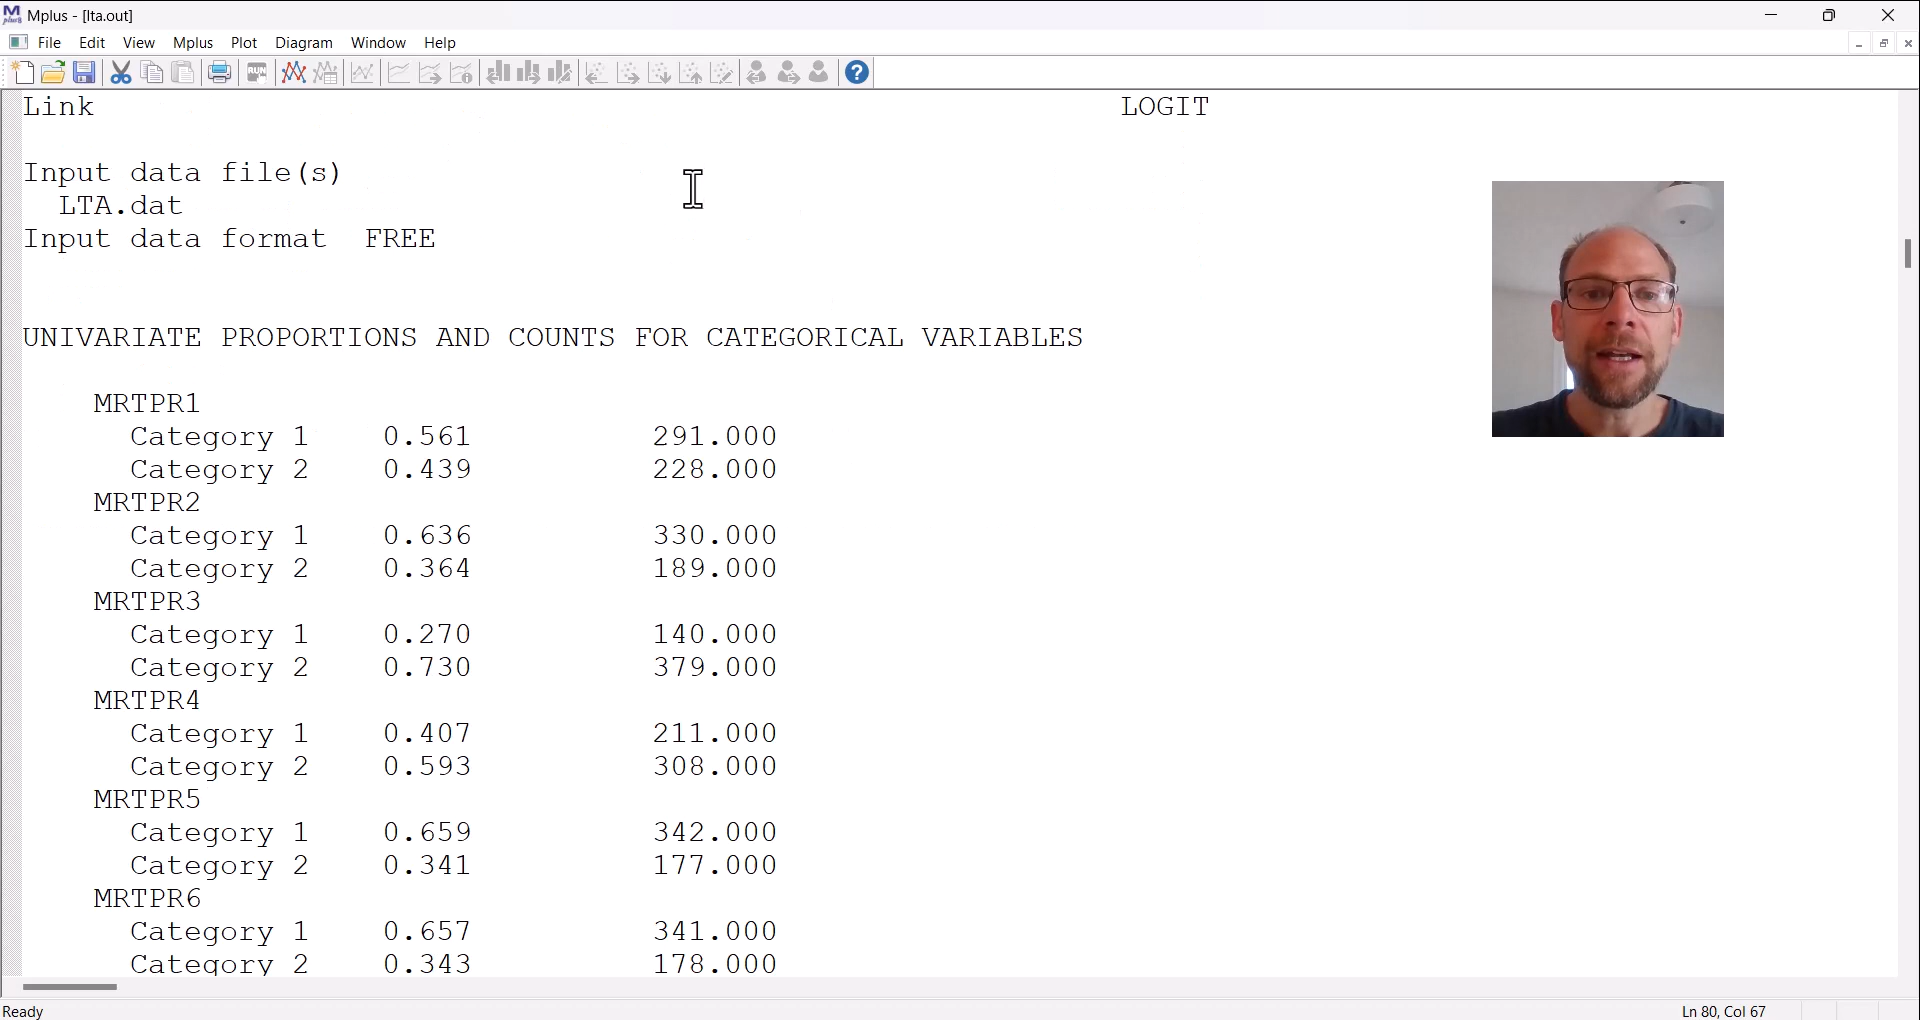 Mplus - [lta.out]
File Edit View Mplus Plot Diagram Window Help
RUN
Link LOGIT
Input data file(s)
LTA.dat
Input data format FREE
UNIVARIATE PROPORTIONS AND COUNTS FOR CATEGORICAL VARIABLES
MRTPR1
Category 1 0.561 291.000
Category 2 0.439 228.000
MRTPR2
Category 1 0.636 330.000
Category 2 0.364 189.000
MRTPR3
Category 1 0.270 140.000
Category 2 0.730 379.000
MRTPR4
Category 1 0.407 211.000
Category 2 0.593 308.000
MRTPR5
Category 1 0.659 342.000
Category 2 0.341 177.000
MRTPR6
Category 1 0.657 341.000
Category 2 0.343 178.000
Ready Ln 80, Col 67